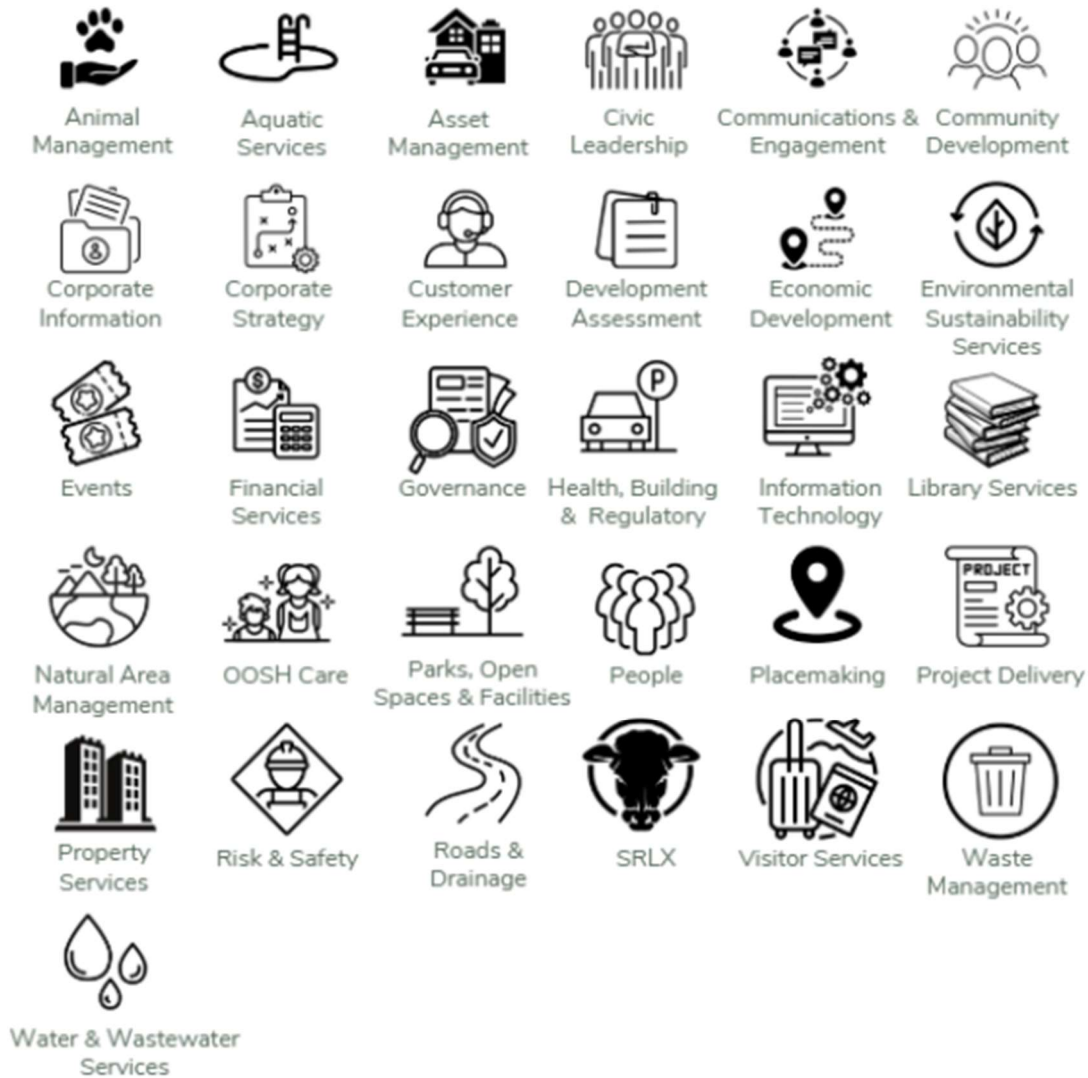 Animal
Management
Aquatic
Services
Asset
Management
Civic
Leadership
Communications &
Engagement
Community
Development
Corporate
Information
Corporate
Strategy
Customer
Experience
Development
Assessment
Economic
Development
Environmental
Sustainability
Services
$
P
Events
Financial
Services
Governance
Health, Building
& Regulatory
Information
Technology
Library Services
PROJECT
Natural Area
Management
OOSH Care
Parks, Open
Spaces & Facilities
People
Placemaking
Project Delivery
Property
Services
Risk & Safety
Roads &
Drainage
SRLX
Visitor Services
Waste
Management
Water & Wastewater
Services